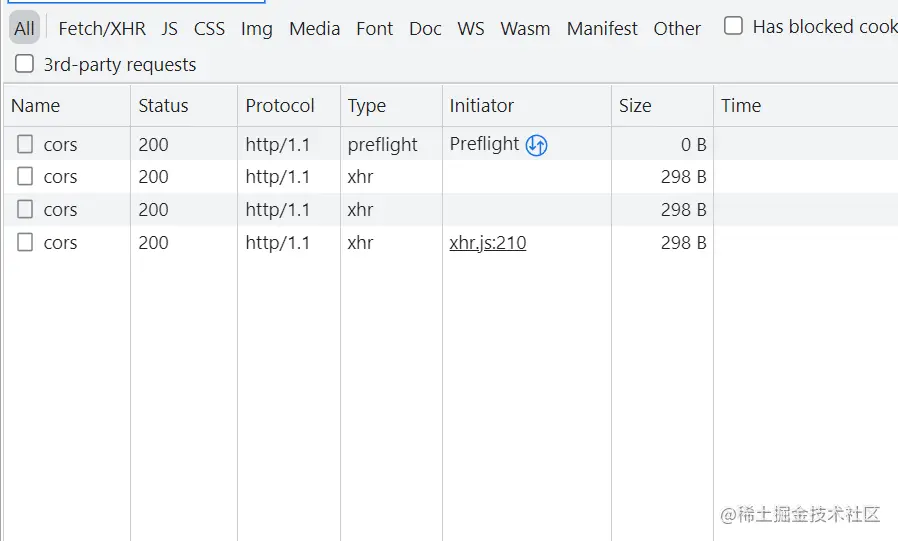 All Fetch/XHR JS CSS Img Media Font Doc WS Wasm Manifest Other Has blocked cook
3rd-party requests
Name Status Protocol Type Initiator Size Time
cors 200 http/1.1 preflight Preflight 0 B
cors 200 http/1.1 xhr 298 B
cors 200 http/1.1 xhr 298 B
cors 200 http/1.1 xhr xhr.js:210 298 B
@稀土掘金技术社区